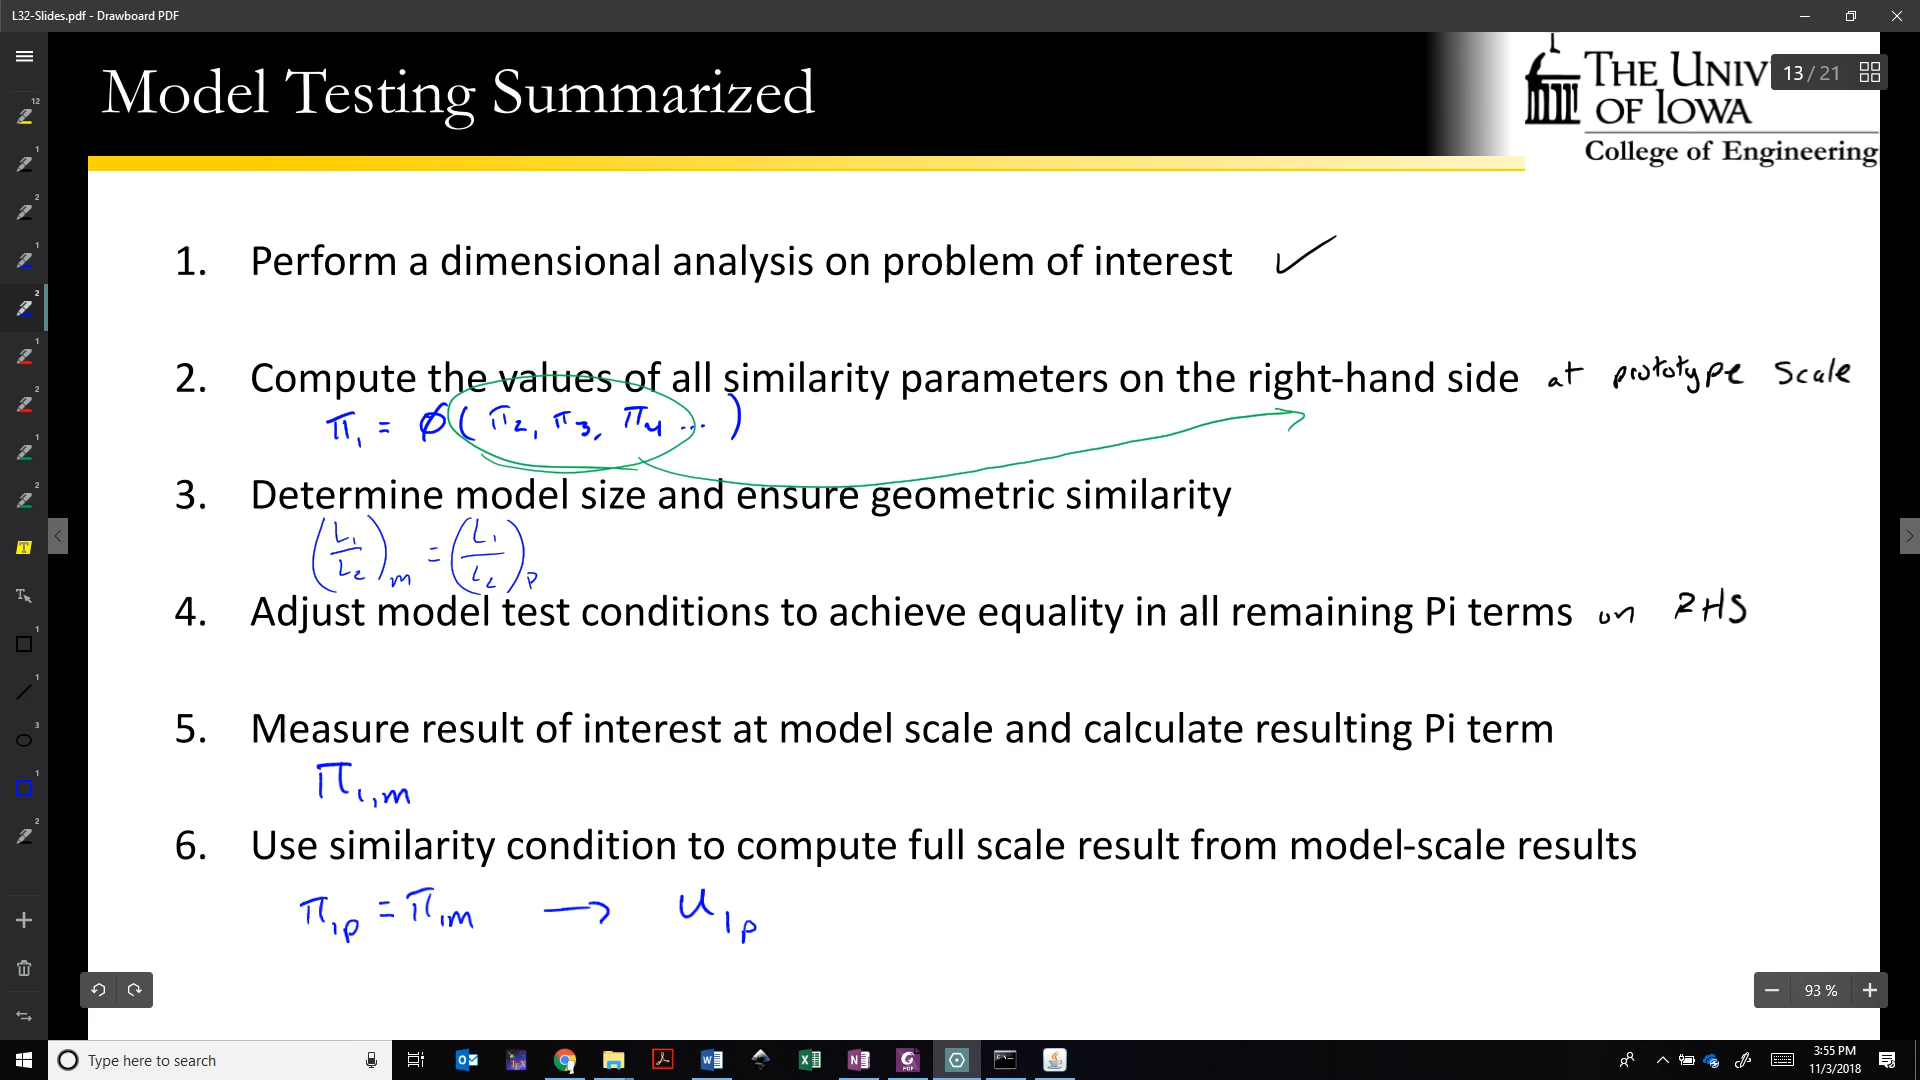 L32-Slides.pdf - Drawboard PDF
Model Testing Summarized
THE UNIV
OF IOWA
College of Engineering
13 / 21
1. Perform a dimensional analysis on problem of interest ✓
2. Compute the values of all similarity parameters on the right-hand side at prototype scale
π₁ = ϕ( π₂, π₃, π₄ ... )
3. Determine model size and ensure geometric similarity
(L₁/L₂)m = (L₁/L₂)p
4. Adjust model test conditions to achieve equality in all remaining Pi terms on RHS
5. Measure result of interest at model scale and calculate resulting Pi term
π₁,m
6. Use similarity condition to compute full scale result from model-scale results
π₁p = π₁m → u₁p
93 %
Type here to search
3:55 PM
11/3/2018